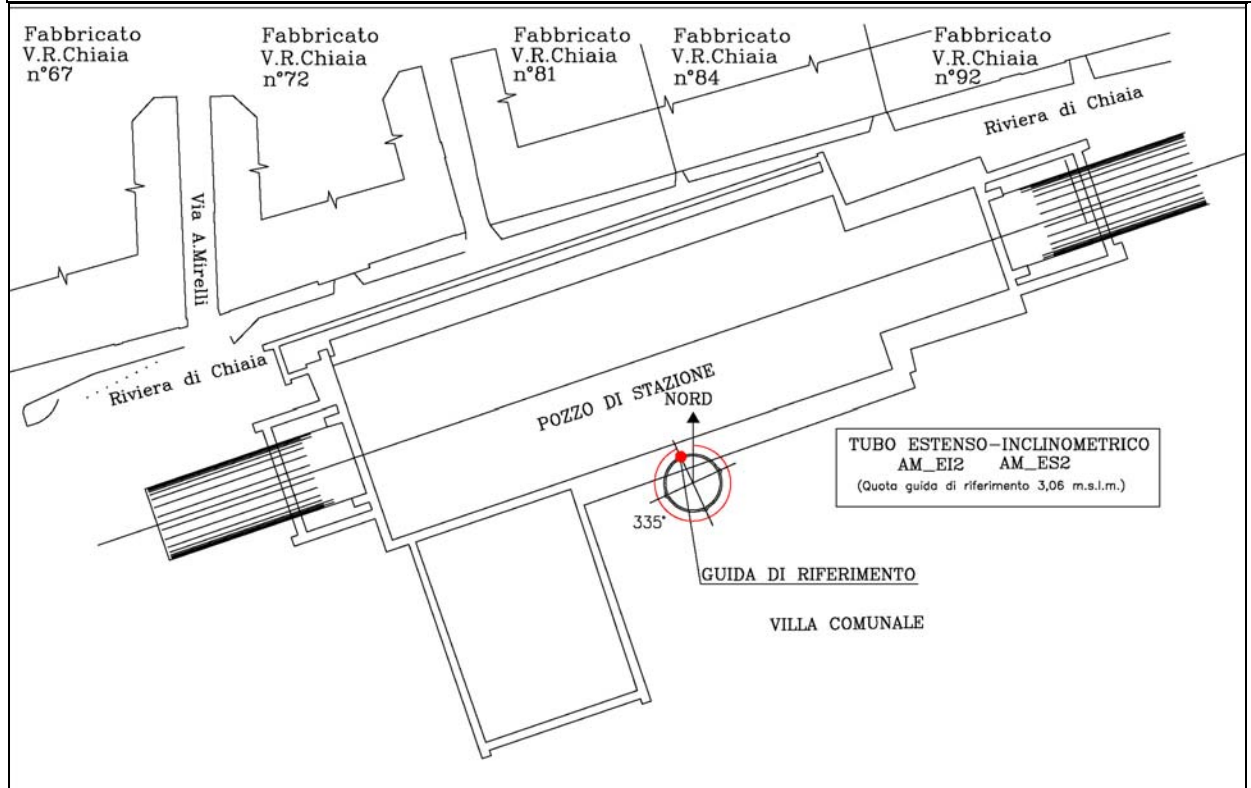 Fabbricato
V.R.Chiaia
n°67
Fabbricato
V.R.Chiaia
n°72
Fabbricato
V.R.Chiaia
n°81
Fabbricato
V.R.Chiaia
n°84
Fabbricato
V.R.Chiaia
n°92
Riviera di Chiaia
Via A.Mirelli
Riviera di Chiaia
POZZO DI STAZIONE
NORD
TUBO ESTENSO-INCLINOMETRICO
AM_EI2 AM_ES2
(Quota guida di riferimento 3,06 m.s.l.m.)
335°
GUIDA DI RIFERIMENTO
VILLA COMUNALE